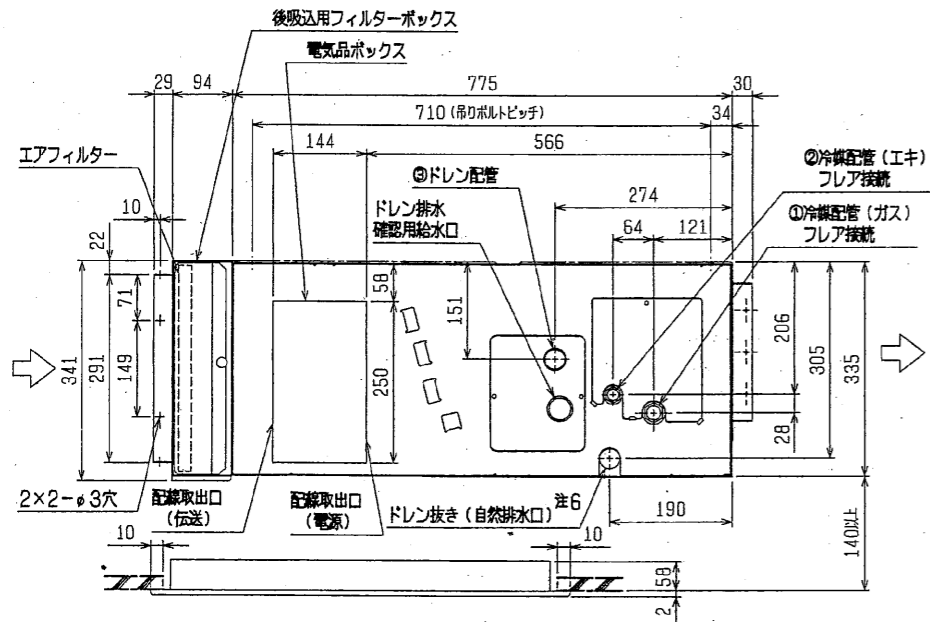 後吸込用フィルターボックス
電気品ボックス
29
94
775
30
710(吊りボルトピッチ)
34
エアフィルター
144
566
②冷媒配管(エキ)
フレア接続
③ドレン配管
274
①冷媒配管(ガス)
フレア接続
10
ドレン排水
確認用給水口
64
121
22
71
58
151
206
341
291
149
250
305
335
28
2×2-φ3穴
配線取出口
(伝送)
配線取出口
(電源)
ドレン抜き(自然排水口)
注6
190
140以上
10
10
58
2